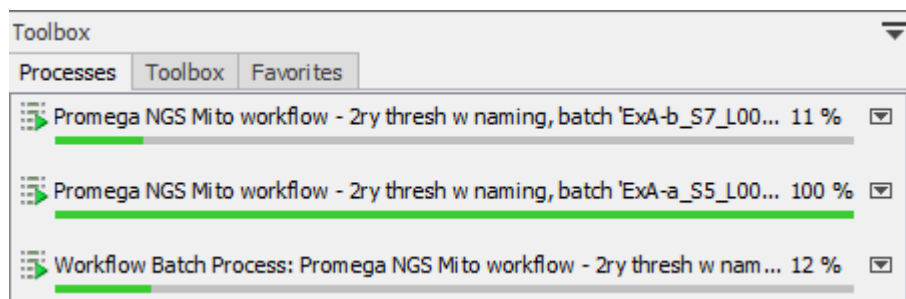 Toolbox
Processes Toolbox Favorites
Promega NGS Mito workflow - 2ry thresh w naming, batch 'ExA-b_S7_L00... 11 %
Promega NGS Mito workflow - 2ry thresh w naming, batch 'ExA-a_S5_L00... 100 %
Workflow Batch Process: Promega NGS Mito workflow - 2ry thresh w nam... 12 %